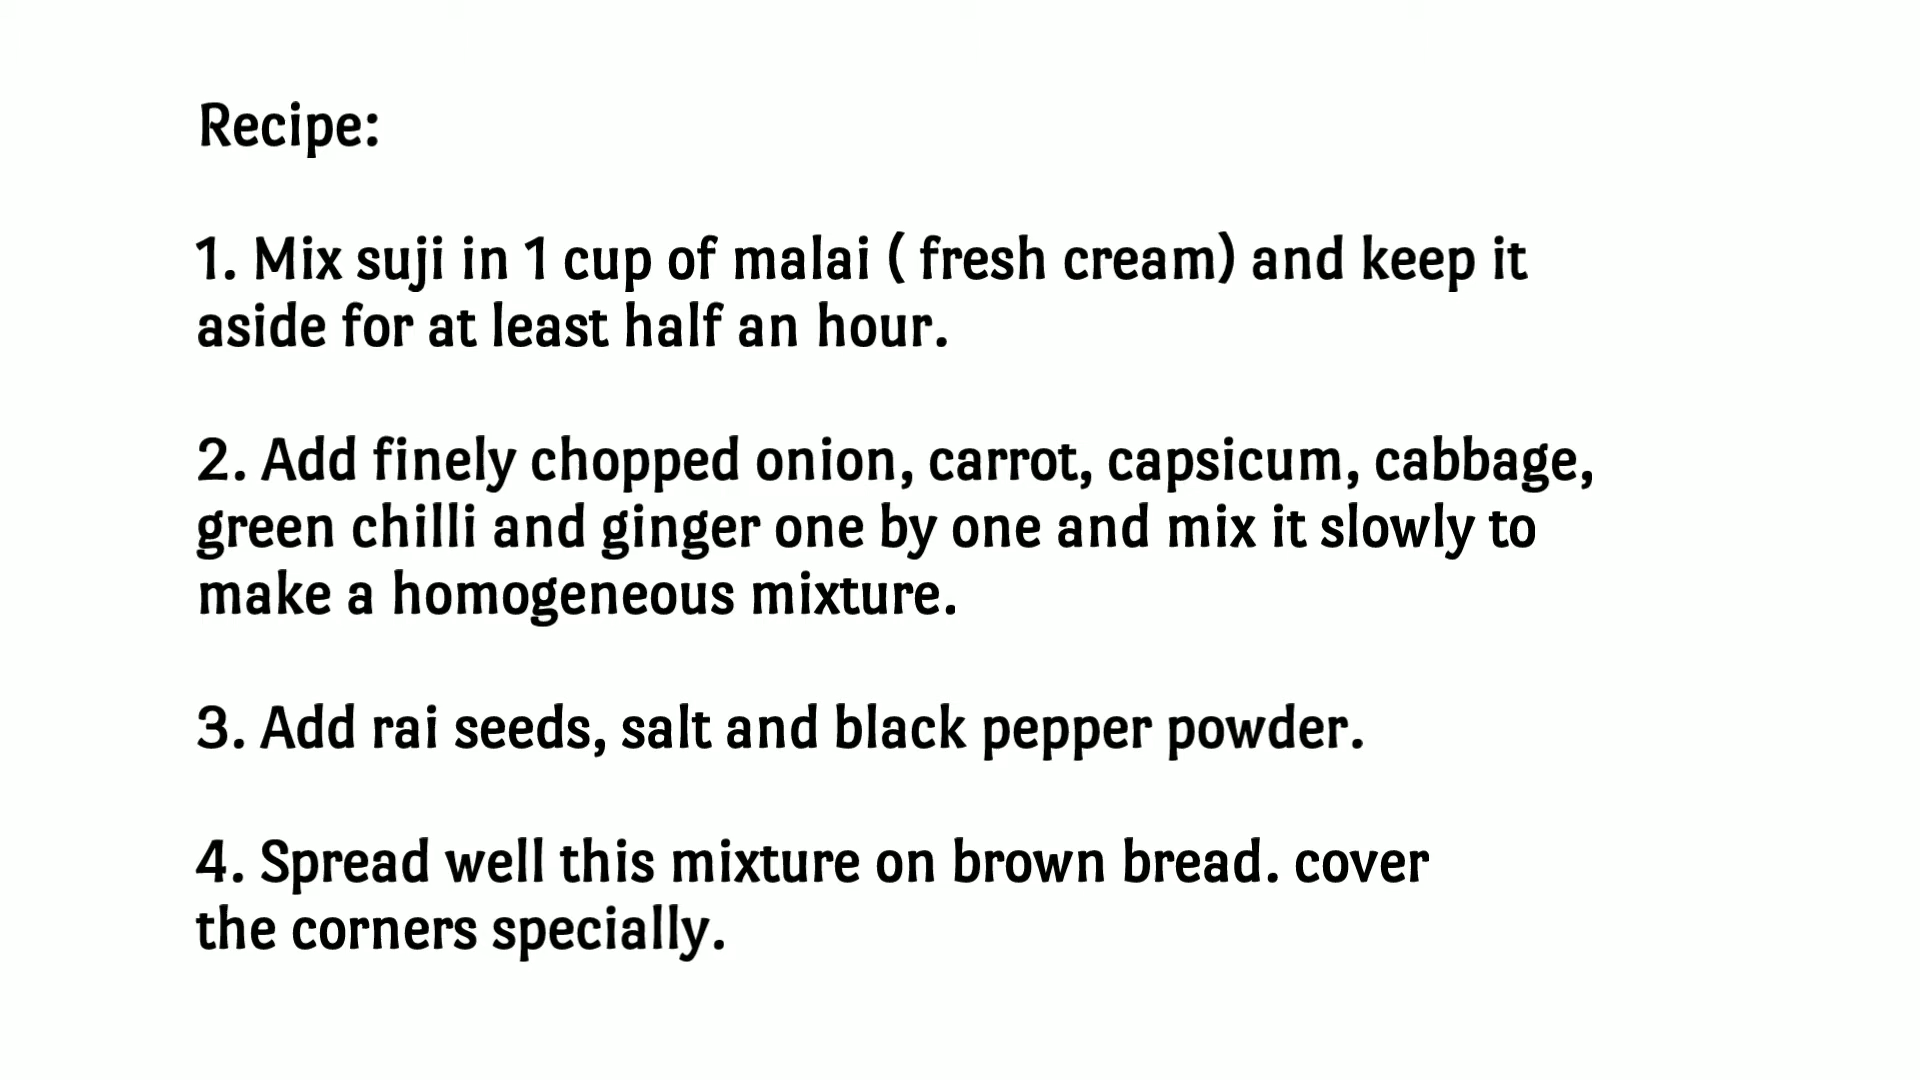 Recipe:
1. Mix suji in 1 cup of malai ( fresh cream) and keep it
aside for at least half an hour.
2. Add finely chopped onion, carrot, capsicum, cabbage,
green chilli and ginger one by one and mix it slowly to
make a homogeneous mixture.
3. Add rai seeds, salt and black pepper powder.
4. Spread well this mixture on brown bread. cover
the corners specially.